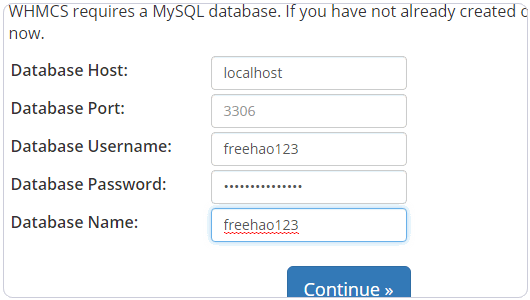 WHMCS requires a MySQL database. If you have not already created
now.
Database Host: localhost
Database Port: 3306
Database Username: freehao123
Database Password: •••••••••••••••
Database Name: freehao123
Continue »